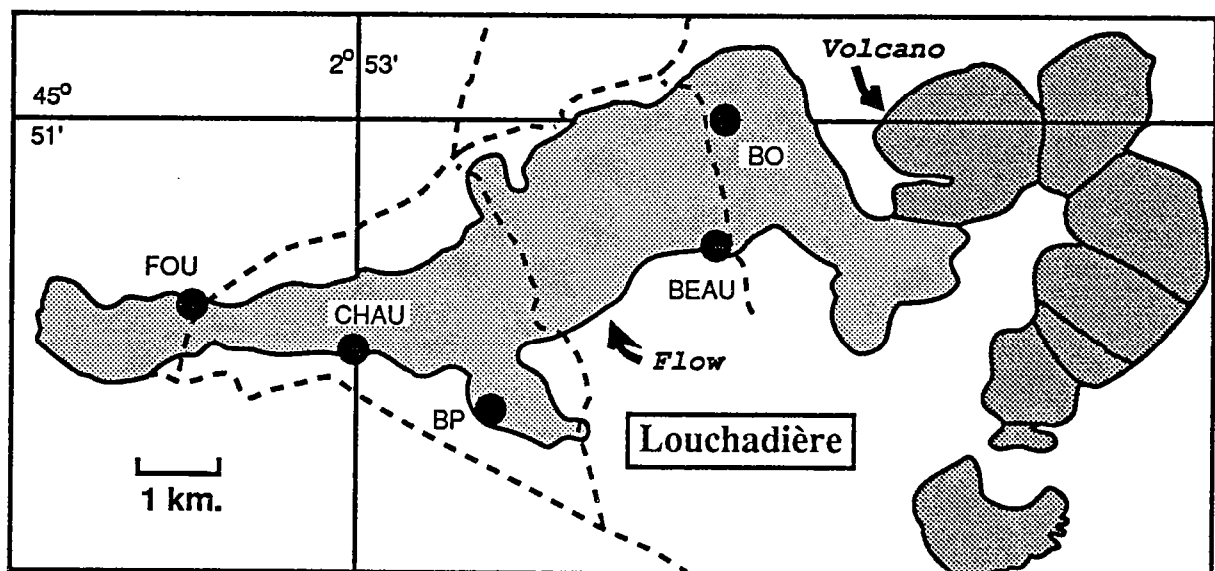 Volcano
2° 53'
45°
51'
BO
FOU
BEAU
CHAU
Flow
BP
Louchadière
1 km.